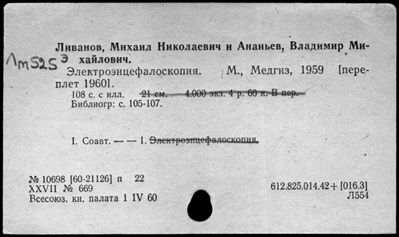 Ливанов, Михаил Николаевич и Ананьев, Владимир Ми-
хайлович.
Лm525э
Электроэнцефалоскопия. М., Медгиз, 1959 [пере-
плет 1960].
108 с. с илл. 21 см. 4.000 экз. 4 р. 60 к. В пер.
Библиогр: с. 105-107.
I. Соавт. — — 1. Электроэнцефалоскопия.
№ 10698 [60-21126] п 22
XXVII № 669
Всесоюз. кн. палата 1 IV 60
612.825.014.42+[016.3]
Л554